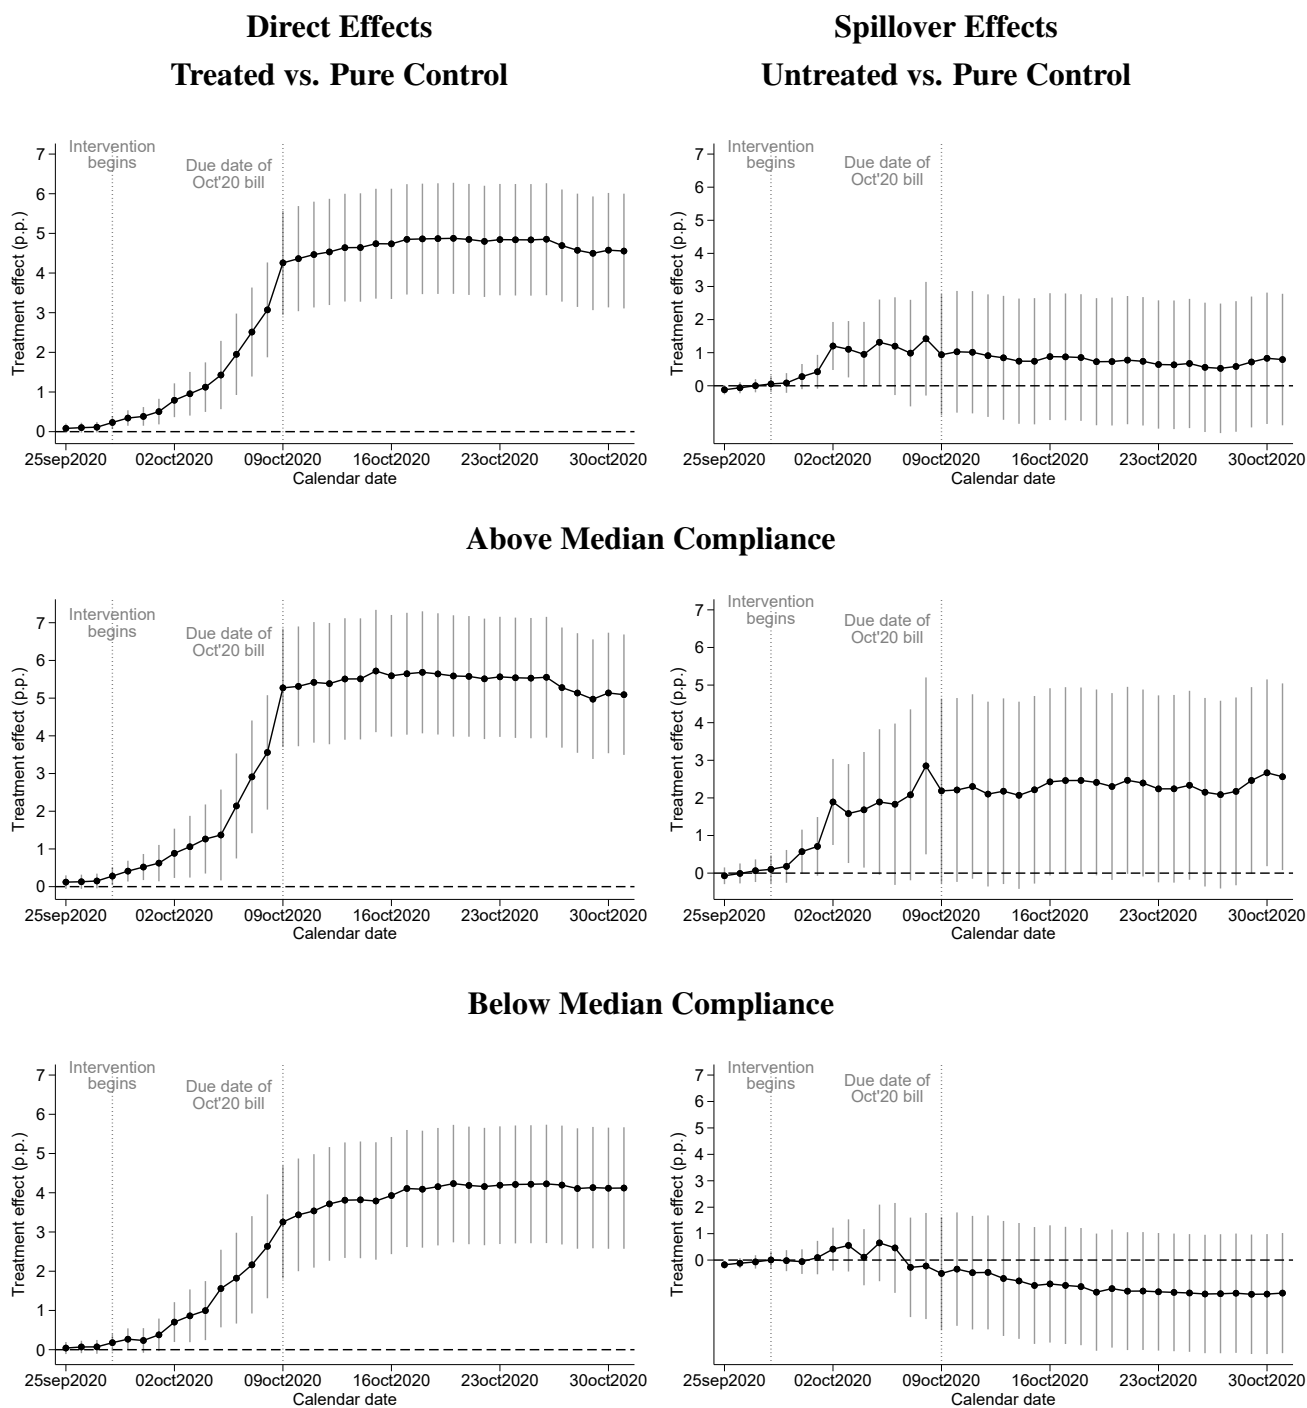 Direct Effects
Treated vs. Pure Control
Spillover Effects
Untreated vs. Pure Control
Intervention
begins
Due date of
Oct'20 bill
Treatment effect (p.p.)
7
6
5
4
3
2
1
0
25sep2020 02oct2020 09oct2020 16oct2020 23oct2020 30oct2020
Calendar date
Intervention
begins
Due date of
Oct'20 bill
Treatment effect (p.p.)
7
6
5
4
3
2
1
0
25sep2020 02oct2020 09oct2020 16oct2020 23oct2020 30oct2020
Calendar date
Above Median Compliance
Intervention
begins
Due date of
Oct'20 bill
Treatment effect (p.p.)
7
6
5
4
3
2
1
0
25sep2020 02oct2020 09oct2020 16oct2020 23oct2020 30oct2020
Calendar date
Intervention
begins
Due date of
Oct'20 bill
Treatment effect (p.p.)
7
6
5
4
3
2
1
0
25sep2020 02oct2020 09oct2020 16oct2020 23oct2020 30oct2020
Calendar date
Below Median Compliance
Intervention
begins
Due date of
Oct'20 bill
Treatment effect (p.p.)
7
6
5
4
3
2
1
0
25sep2020 02oct2020 09oct2020 16oct2020 23oct2020 30oct2020
Calendar date
Intervention
begins
Due date of
Oct'20 bill
Treatment effect (p.p.)
7
6
5
4
3
2
1
0
25sep2020 02oct2020 09oct2020 16oct2020 23oct2020 30oct2020
Calendar date